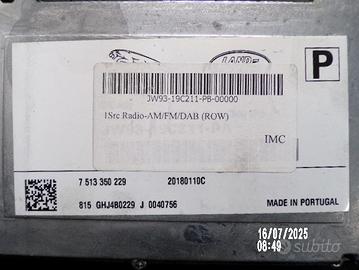 LAND-
P
JW93-19C211-PB-00000
1Src Radio-AM/FM/DAB (ROW)
IMC
7 513 350 229
20180110C
815 GHJ480229 J 0040756
MADE IN PORTUGAL
16/07/2025
08:49
subito